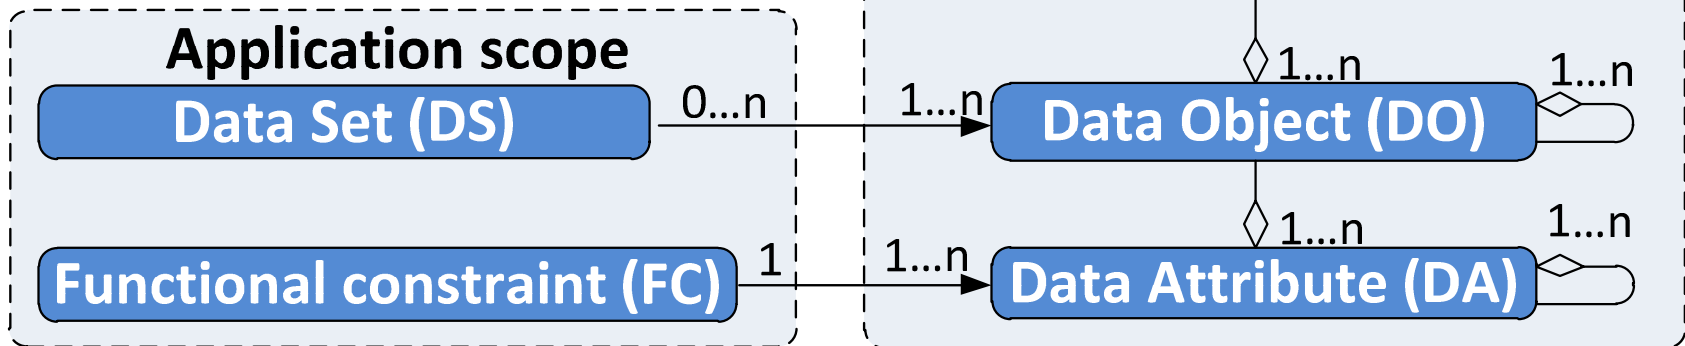 Application scope
Data Set (DS)
0...n
1...n
1...n
Data Object (DO)
1...n
Functional constraint (FC)
1
1...n
1...n
Data Attribute (DA)
1...n